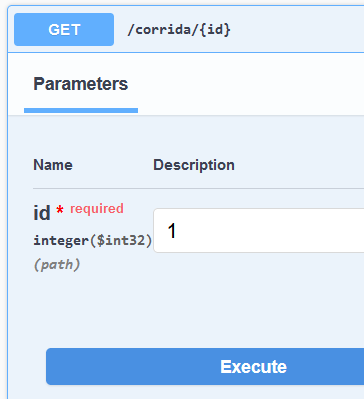 GET /corrida/{id}
Parameters
Name Description
id * required
integer($int32)
(path)
1
Execute